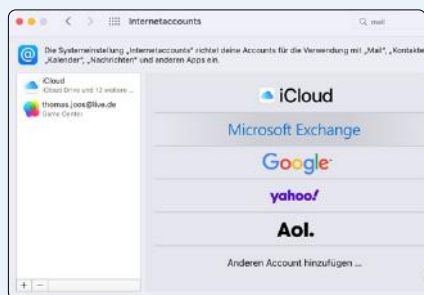 Internetaccounts
mail
Die Systemeinstellung „Internetaccounts" richtet deine Accounts für die Verwendung mit „Mail", „Kontakte
„Kalender", „Nachrichten" und anderen Apps ein.
iCloud
iCloud Drive und 12 weitere ...
thomas.joos@live.de
Game Center
iCloud
Microsoft Exchange
Google
yahoo!
Aol.
Anderen Account hinzufügen ...
+ −